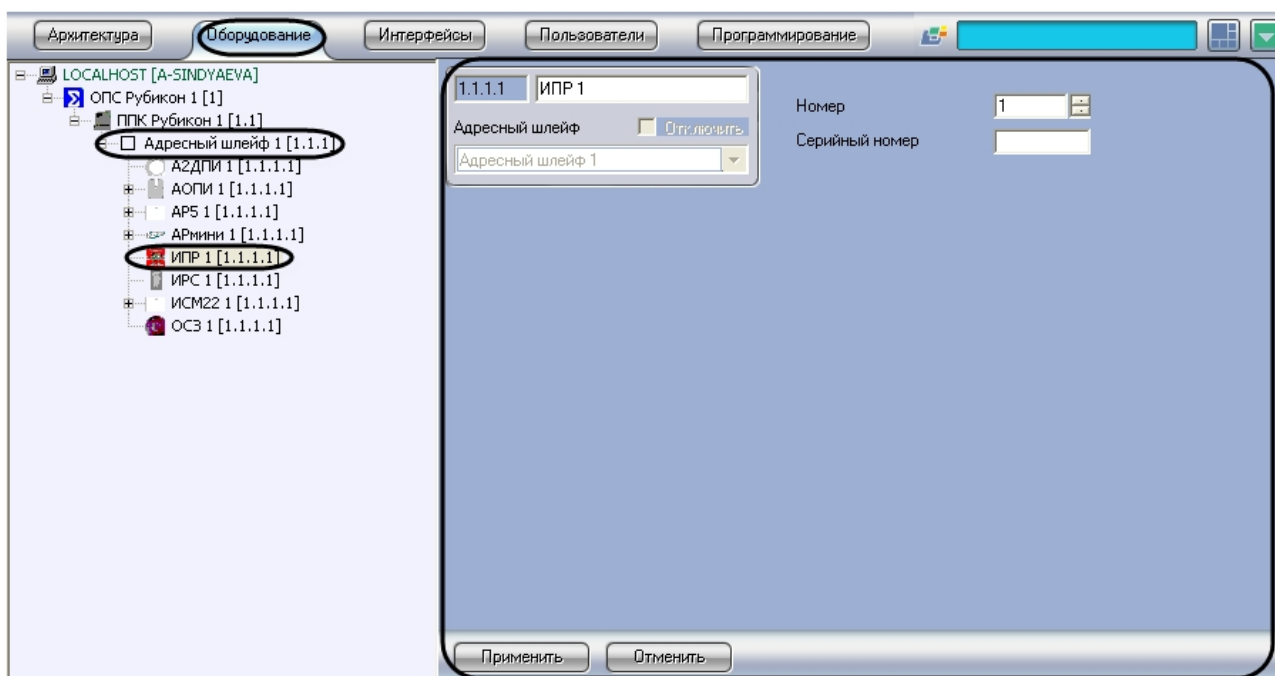 Архитектура Оборудование Интерфейсы Пользователи Программирование
LOCALHOST [A-SINDYAEVA]
ОПС Рубикон 1 [1]
ППК Рубикон 1 [1.1]
Адресный шлейф 1 [1.1.1]
А2ДПИ 1 [1.1.1.1]
АОПИ 1 [1.1.1.1]
АР5 1 [1.1.1.1]
АРмини 1 [1.1.1.1]
ИПР 1 [1.1.1.1]
ИРС 1 [1.1.1.1]
ИСМ22 1 [1.1.1.1]
ОСЗ 1 [1.1.1.1]
1.1.1.1 ИПР 1
Адресный шлейф Отключить
Адресный шлейф 1
Номер 1
Серийный номер
Применить Отменить